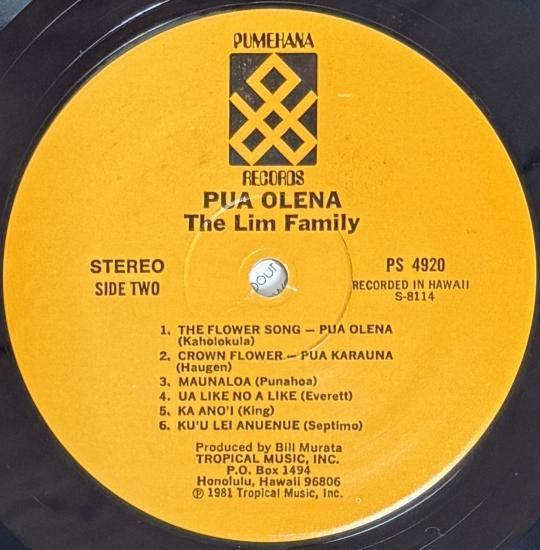 PUMEHANA
RECORDS
PUA OLENA
The Lim Family
STEREO
SIDE TWO
PS 4920
RECORDED IN HAWAII
S-8114
1. THE FLOWER SONG — PUA OLENA
(Kaholokula)
2. CROWN FLOWER — PUA KARAUNA
(Haugen)
3. MAUNALOA (Punahoa)
4. UA LIKE NO A LIKE (Everett)
5. KA ANO'I (King)
6. KU'U LEI ANUENUE (Septimo)
Produced by Bill Murata
TROPICAL MUSIC, INC.
P.O. Box 1494
Honolulu, Hawaii 96806
℗ 1981 Tropical Music, Inc.